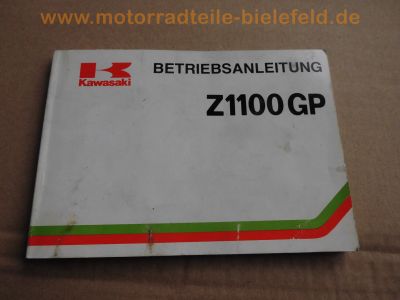 www.motorradteile-bielefeld.de
Kawasaki
BETRIEBSANLEITUNG
Z1100GP